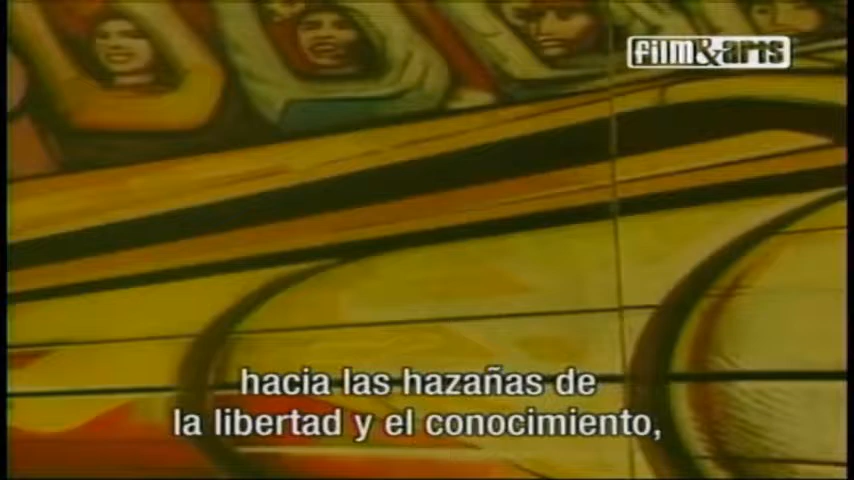 film&arts
hacia las hazañas de
la libertad y el conocimiento,